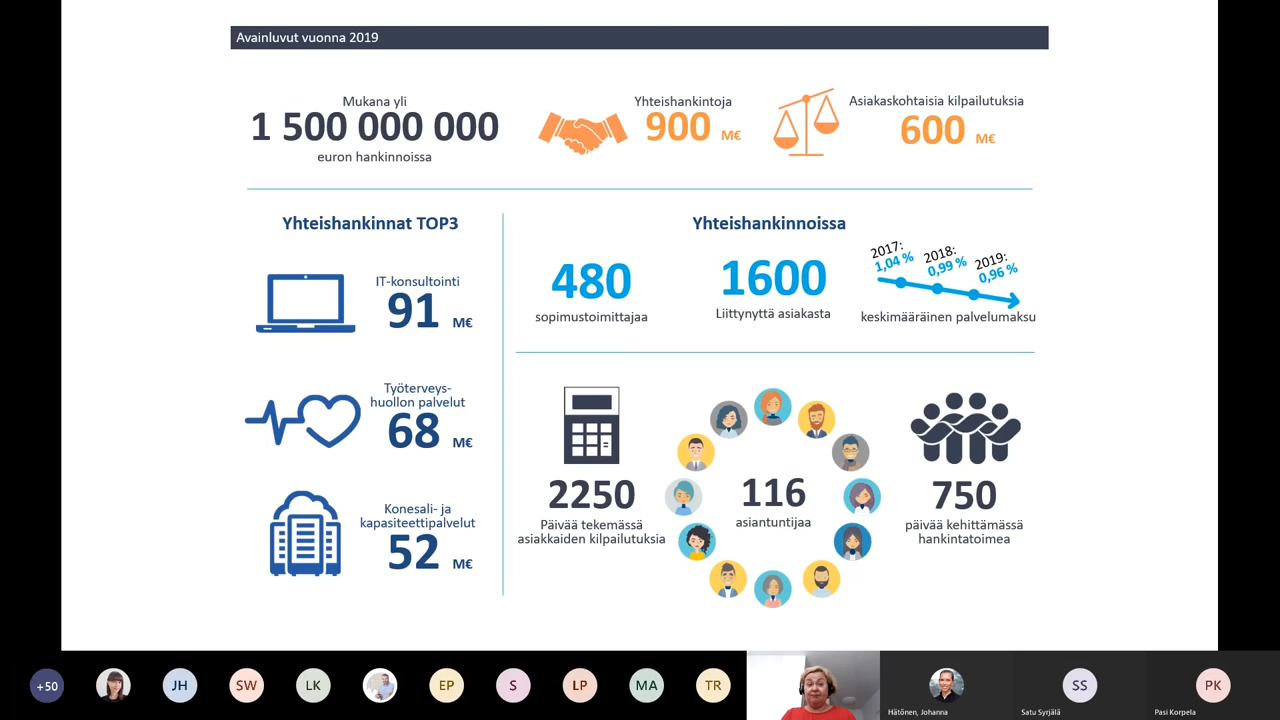 Avainluvut vuonna 2019
Mukana yli
1 500 000 000
euron hankinnoissa
Yhteishankintoja
900 M€
Asiakaskohtaisia kilpailutuksia
600 M€
Yhteishankinnat TOP3
IT-konsultointi
91 M€
Työterveys-
huollon palvelut
68 M€
Konesali- ja
kapasiteettipalvelut
52 M€
Yhteishankinnoissa
480
sopimustoimittajaa
1600
Liittynyttä asiakasta
2017:
1,04 %
2018:
0,99 %
2019:
0,96 %
keskimääräinen palvelumaksu
2250
Päivää tekemässä
asiakkaiden kilpailutuksia
116
asiantuntijaa
750
päivää kehittämässä
hankintatoimea
+50
JH
SW
LK
EP
S
LP
MA
TR
Hätönen, Johanna
SS
Satu Syrjälä
PK
Pasi Korpela